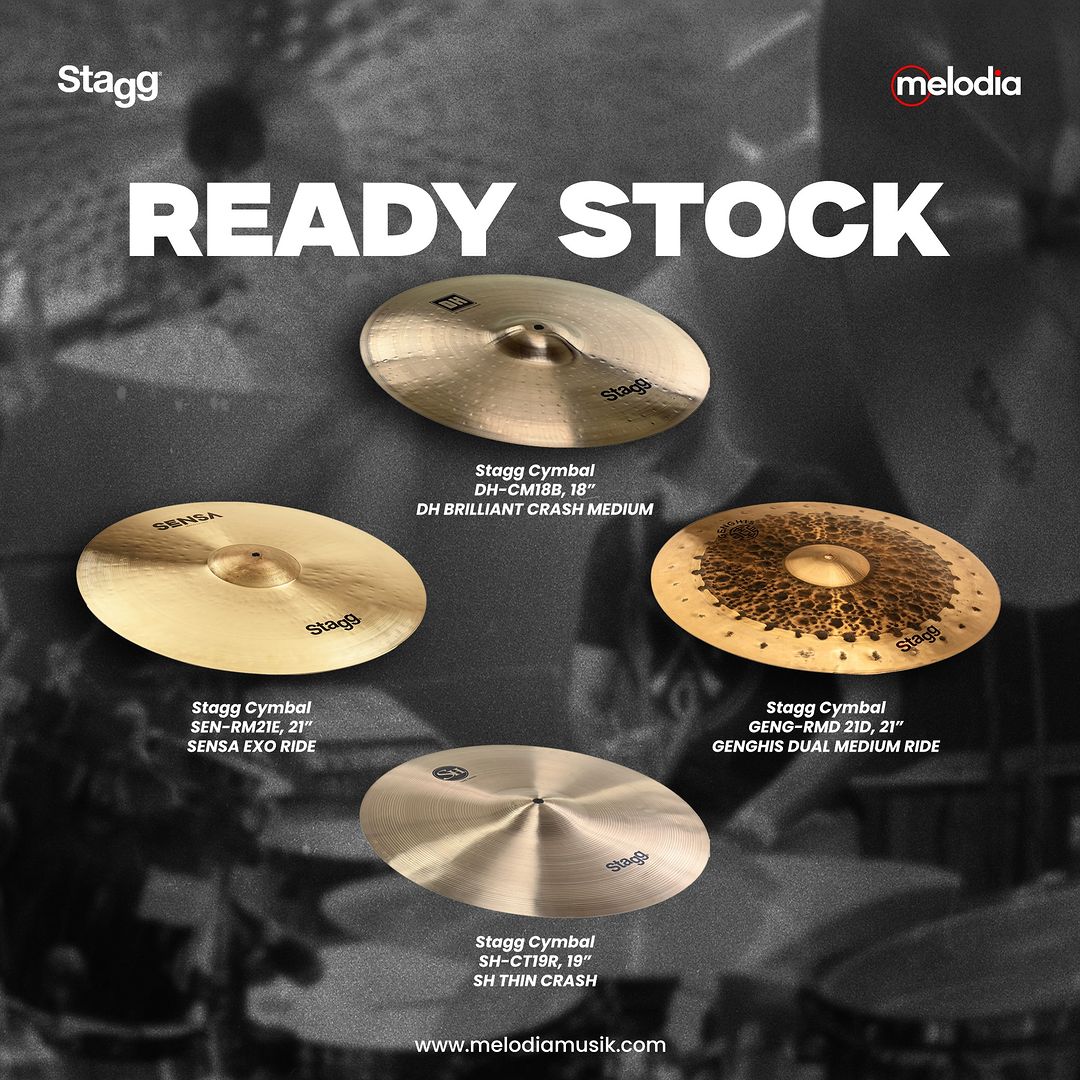 Stagg
melodia
READY STOCK
DH
Stagg
Stagg Cymbal
DH-CM18B, 18”
DH BRILLIANT CRASH MEDIUM
SENSA
Stagg
Stagg Cymbal
SEN-RM21E, 21”
SENSA EXO RIDE
GENGHIS
Stagg
Stagg Cymbal
GENG-RMD 21D, 21”
GENGHIS DUAL MEDIUM RIDE
SH
Stagg
Stagg Cymbal
SH-CT19R, 19”
SH THIN CRASH
www.melodiamusik.com